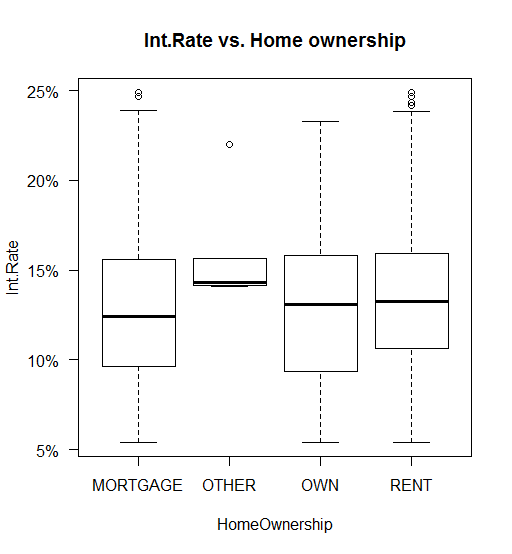 Int.Rate vs. Home ownership
25%
20%
15%
10%
5%
Int.Rate
MORTGAGE OTHER OWN RENT
HomeOwnership